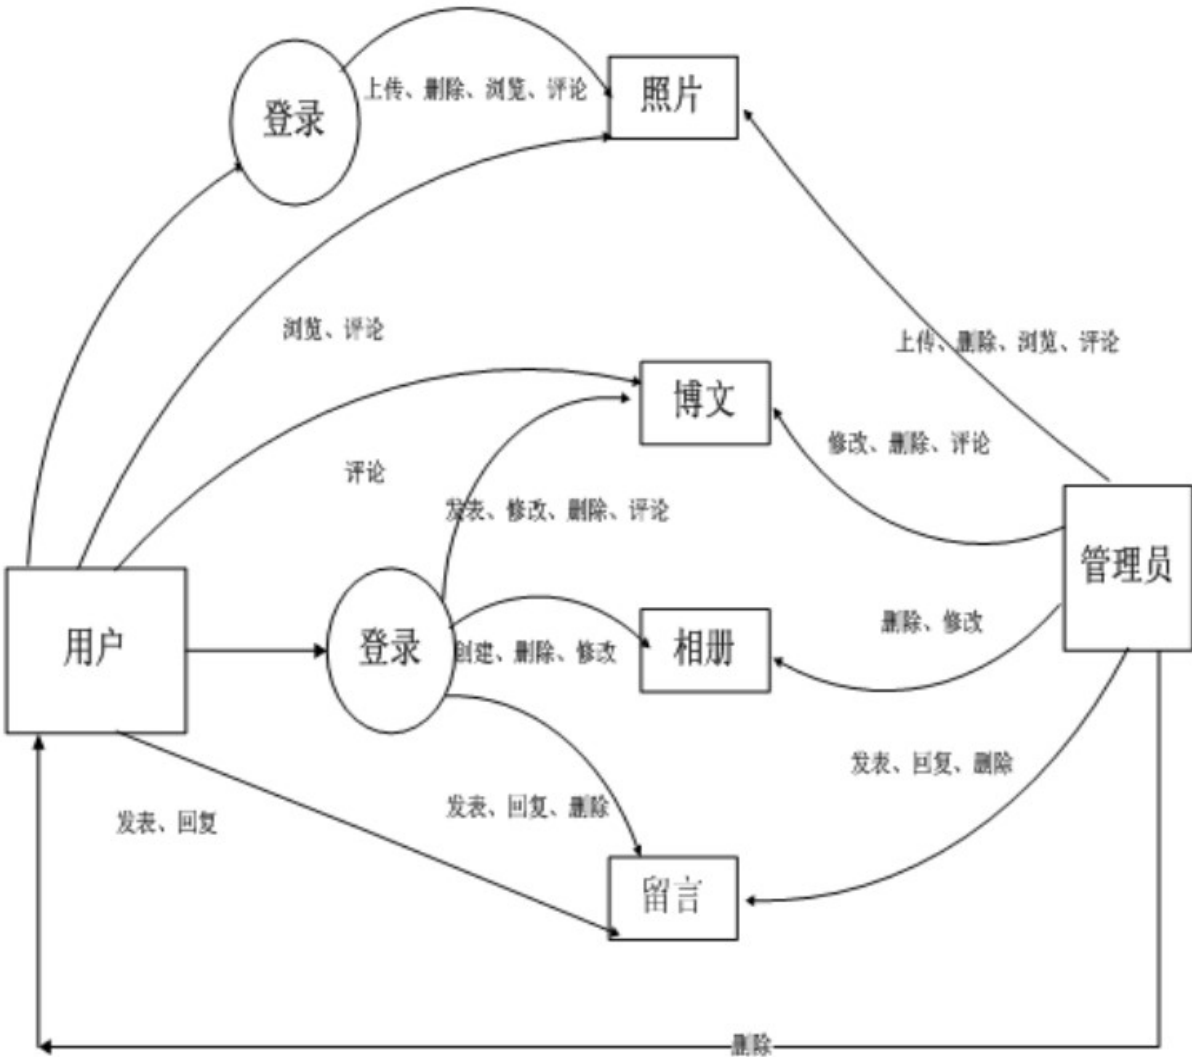 上传、删除、浏览、评论
照片
登录
浏览、评论
上传、删除、浏览、评论
博文
修改、删除、评论
评论
发表、修改、删除、评论
管理员
用户
登录
创建、删除、修改
相册
删除、修改
发表、回复、删除
发表、回复
发表、回复、删除
留言
删除